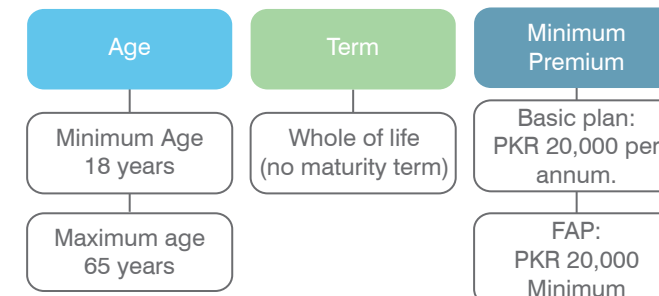 Age
Minimum Age
18 years
Maximum age
65 years
Term
Whole of life
(no maturity term)
Minimum
Premium
Basic plan:
PKR 20,000 per
annum.
FAP:
PKR 20,000
Minimum